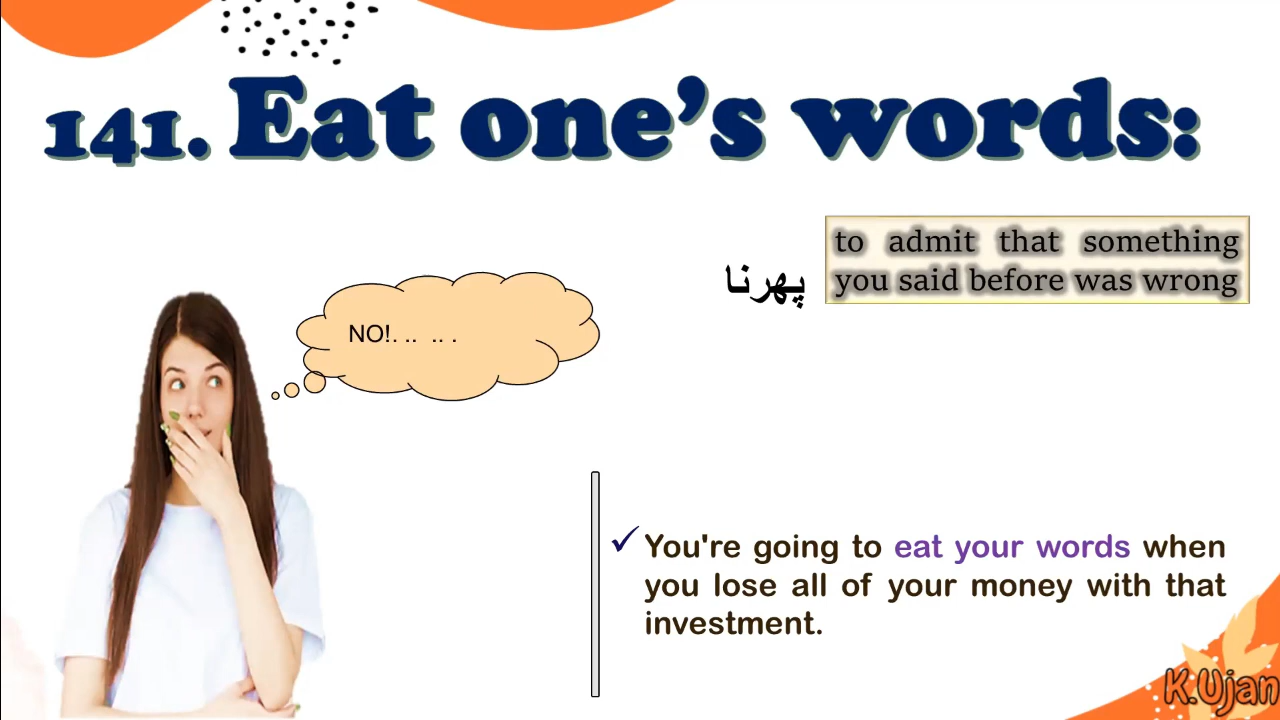 141. Eat one’s words:
to admit that something
you said before was wrong
پھرنا
NO!. .. .. .
You're going to eat your words when
you lose all of your money with that
investment.
K.Ujan